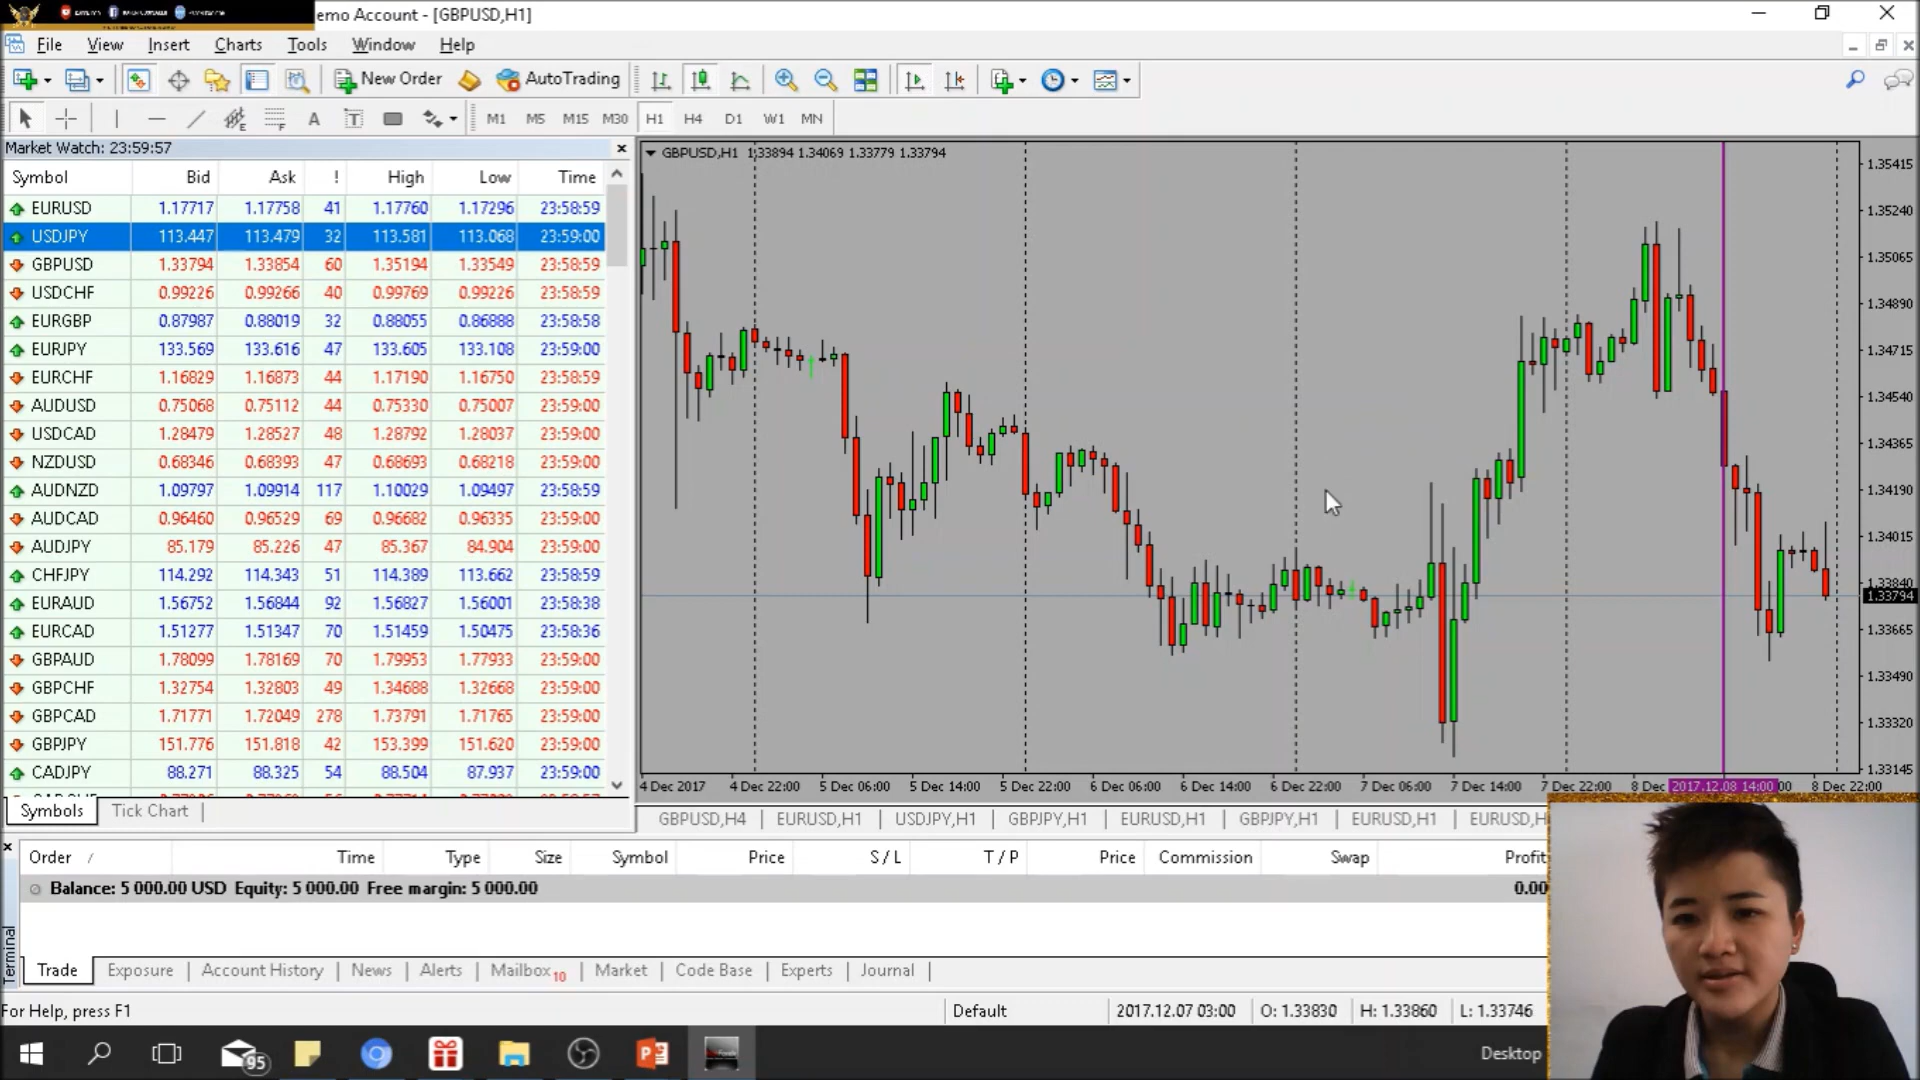 emo Account - [GBPUSD,H1]
File View Insert Charts Tools Window Help
New Order AutoTrading
M1 M5 M15 M30 H1 H4 D1 W1 MN
Market Watch: 23:59:57
Symbol Bid Ask ! High Low Time
EURUSD 1.17717 1.17758 41 1.17760 1.17296 23:58:59
USDJPY 113.447 113.479 32 113.581 113.068 23:59:00
GBPUSD 1.33794 1.33854 60 1.35194 1.33549 23:58:59
USDCHF 0.99226 0.99266 40 0.99769 0.99226 23:58:59
EURGBP 0.87987 0.88019 32 0.88055 0.86888 23:58:58
EURJPY 133.569 133.616 47 133.605 133.108 23:59:00
EURCHF 1.16829 1.16873 44 1.17190 1.16750 23:58:59
AUDUSD 0.75068 0.75112 44 0.75330 0.75007 23:59:00
USDCAD 1.28479 1.28527 48 1.28792 1.28037 23:59:00
NZDUSD 0.68346 0.68393 47 0.68693 0.68218 23:59:00
AUDNZD 1.09797 1.09914 117 1.10029 1.09497 23:58:59
AUDCAD 0.96460 0.96529 69 0.96682 0.96335 23:59:00
AUDJPY 85.179 85.226 47 85.367 84.904 23:59:00
CHFJPY 114.292 114.343 51 114.389 113.662 23:58:59
EURAUD 1.56752 1.56844 92 1.56827 1.56001 23:58:38
EURCAD 1.51277 1.51347 70 1.51459 1.50475 23:58:36
GBPAUD 1.78099 1.78169 70 1.79953 1.77933 23:59:00
GBPCHF 1.32754 1.32803 49 1.34688 1.32668 23:59:00
GBPCAD 1.71771 1.72049 278 1.73791 1.71765 23:59:00
GBPJPY 151.776 151.818 42 153.399 151.620 23:59:00
CADJPY 88.271 88.325 54 88.504 87.937 23:59:00
Symbols Tick Chart
GBPUSD,H1 1.33894 1.34069 1.33779 1.33794
1.35415
1.35240
1.35065
1.34890
1.34715
1.34540
1.34365
1.34190
1.34015
1.33840
1.33794
1.33665
1.33490
1.33320
1.33145
4 Dec 2017 4 Dec 22:00 5 Dec 06:00 5 Dec 14:00 5 Dec 22:00 6 Dec 06:00 6 Dec 14:00 6 Dec 22:00 7 Dec 06:00 7 Dec 14:00 7 Dec 22:00 8 Dec 2017.12.08 14:00 00 8 Dec 22:00
GBPUSD,H4 EURUSD,H1 USDJPY,H1 GBPJPY,H1 EURUSD,H1 GBPJPY,H1 EURUSD,H1 EURUSD,H
Order / Time Type Size Symbol Price S / L T / P Price Commission Swap Profit
Balance: 5 000.00 USD Equity: 5 000.00 Free margin: 5 000.00 0.00
Terminal
Trade Exposure Account History News Alerts Mailbox 10 Market Code Base Experts Journal
For Help, press F1 Default 2017.12.07 03:00 O: 1.33830 H: 1.33860 L: 1.33746
95 Desktop